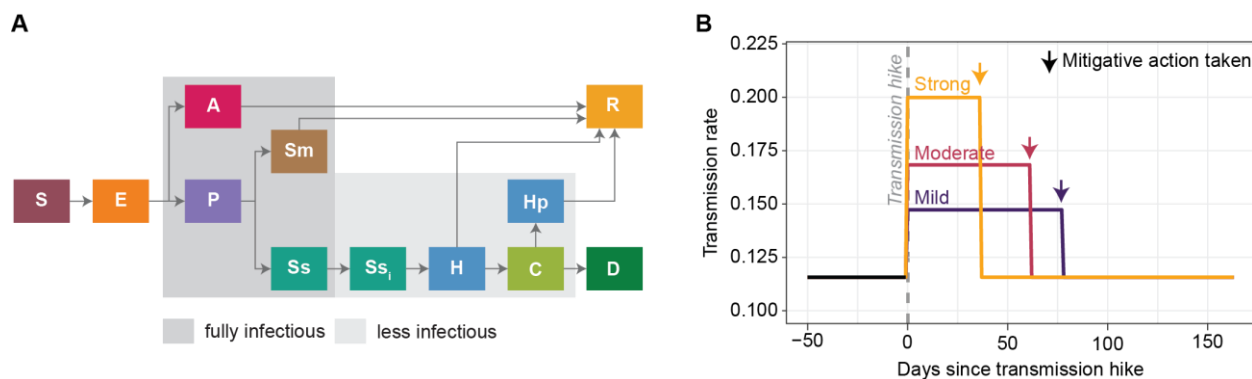 A
A
R
Sm
S
E
P
Hp
Ss
Ssi
H
C
D
fully infectious
less infectious
B
Transmission rate
0.225
0.200
0.175
0.150
0.125
0.100
Transmission hike
Mitigative action taken
Strong
Moderate
Mild
−50
0
50
100
150
Days since transmission hike